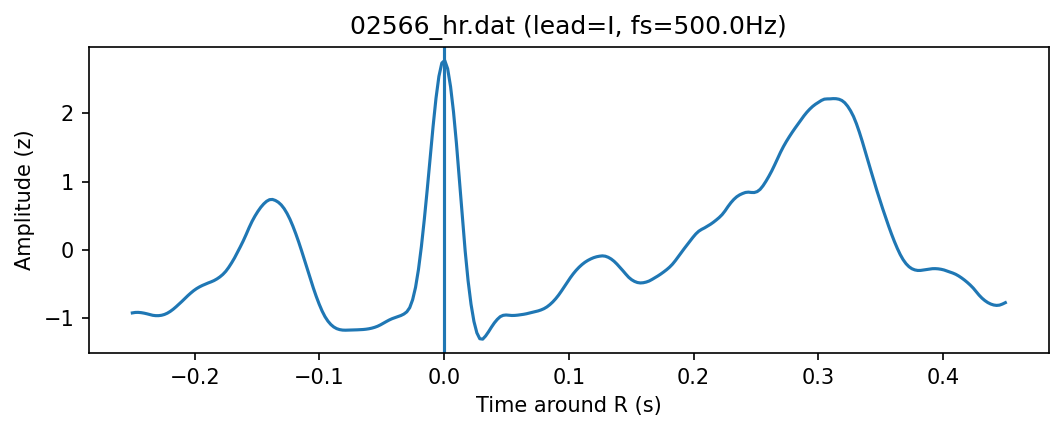 02566_hr.dat (lead=I, fs=500.0Hz)
Amplitude (z)
2
1
0
−1
−0.2 −0.1 0.0 0.1 0.2 0.3 0.4
Time around R (s)